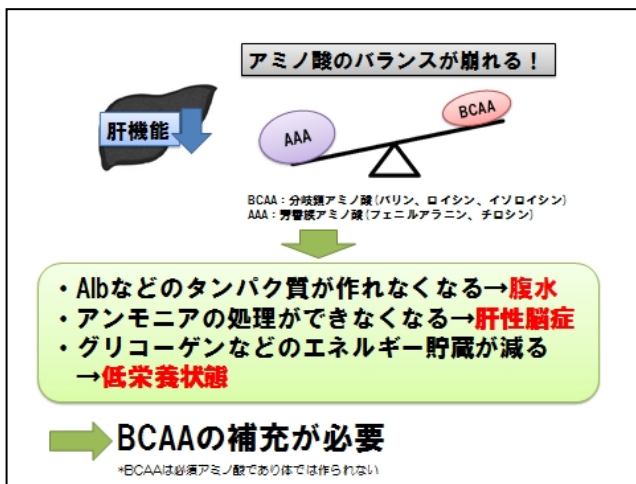 アミノ酸のバランスが崩れる！
肝機能
AAA
BCAA
BCAA：分岐鎖アミノ酸(バリン、ロイシン、イソロイシン)
AAA：芳香族アミノ酸(フェニルアラニン、チロシン)
・Albなどのタンパク質が作れなくなる→腹水
・アンモニアの処理ができなくなる→肝性脳症
・グリコーゲンなどのエネルギー貯蔵が減る
→低栄養状態
BCAAの補充が必要
*BCAAは必須アミノ酸であり体では作られない